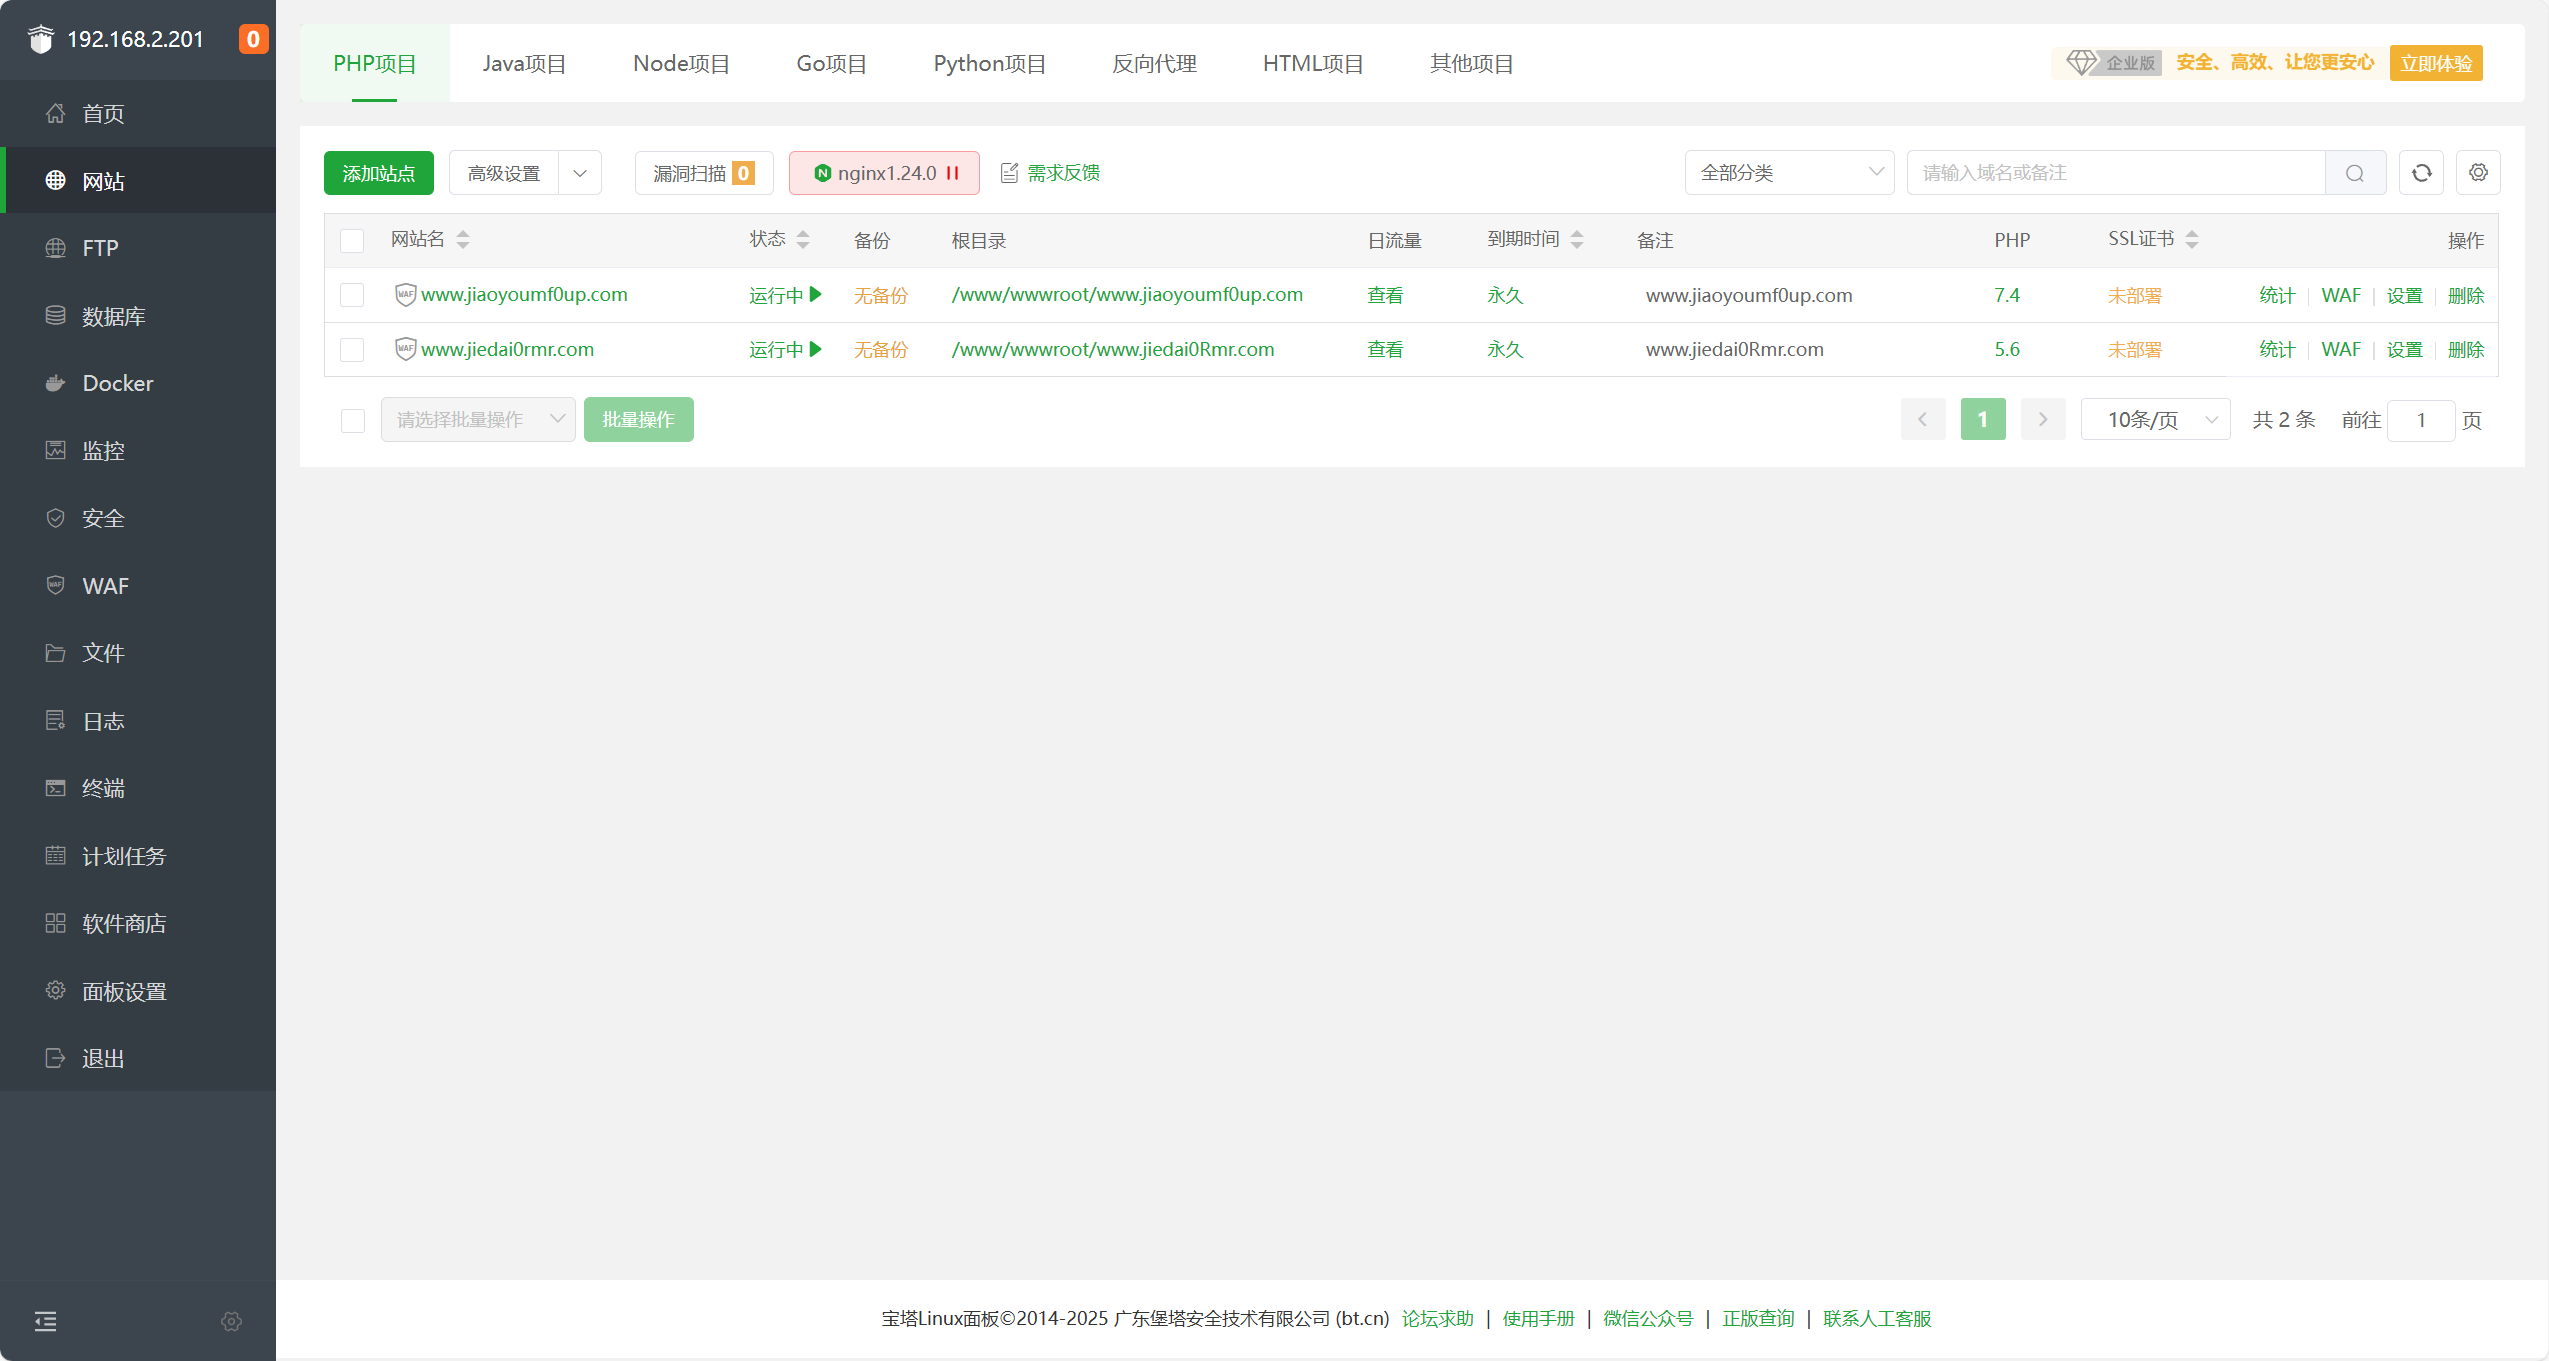 192.168.2.201 0
首页
网站
FTP
数据库
Docker
监控
安全
WAF
文件
日志
终端
计划任务
软件商店
面板设置
退出
PHP项目 Java项目 Node项目 Go项目 Python项目 反向代理 HTML项目 其他项目 企业版 安全、高效、让您更安心 立即体验
添加站点 高级设置 漏洞扫描 0 N nginx1.24.0 需求反馈 全部分类 请输入域名或备注
网站名 状态 备份 根目录 日流量 到期时间 备注 PHP SSL证书 操作
WAF www.jiaoyoumf0up.com 运行中 无备份 /www/wwwroot/www.jiaoyoumf0up.com 查看 永久 www.jiaoyoumf0up.com 7.4 未部署 统计 | WAF | 设置 | 删除
WAF www.jiedai0rmr.com 运行中 无备份 /www/wwwroot/www.jiedai0Rmr.com 查看 永久 www.jiedai0Rmr.com 5.6 未部署 统计 | WAF | 设置 | 删除
请选择批量操作 批量操作 1 10条/页 共 2 条 前往 1 页
宝塔Linux面板©2014-2025 广东堡塔安全技术有限公司 (bt.cn) 论坛求助 | 使用手册 | 微信公众号 | 正版查询 | 联系人工客服